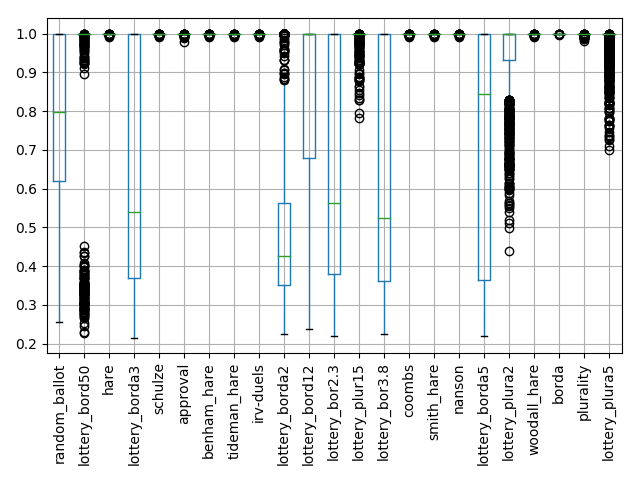 1.0
0.9
0.8
0.7
0.6
0.5
0.4
0.3
0.2
random_ballot
lottery_bord50
hare
lottery_borda3
schulze
approval
benham_hare
tideman_hare
irv-duels
lottery_borda2
lottery_bord12
lottery_bor2.3
lottery_plur15
lottery_bor3.8
coombs
smith_hare
nanson
lottery_borda5
lottery_plura2
woodall_hare
borda
plurality
lottery_plura5